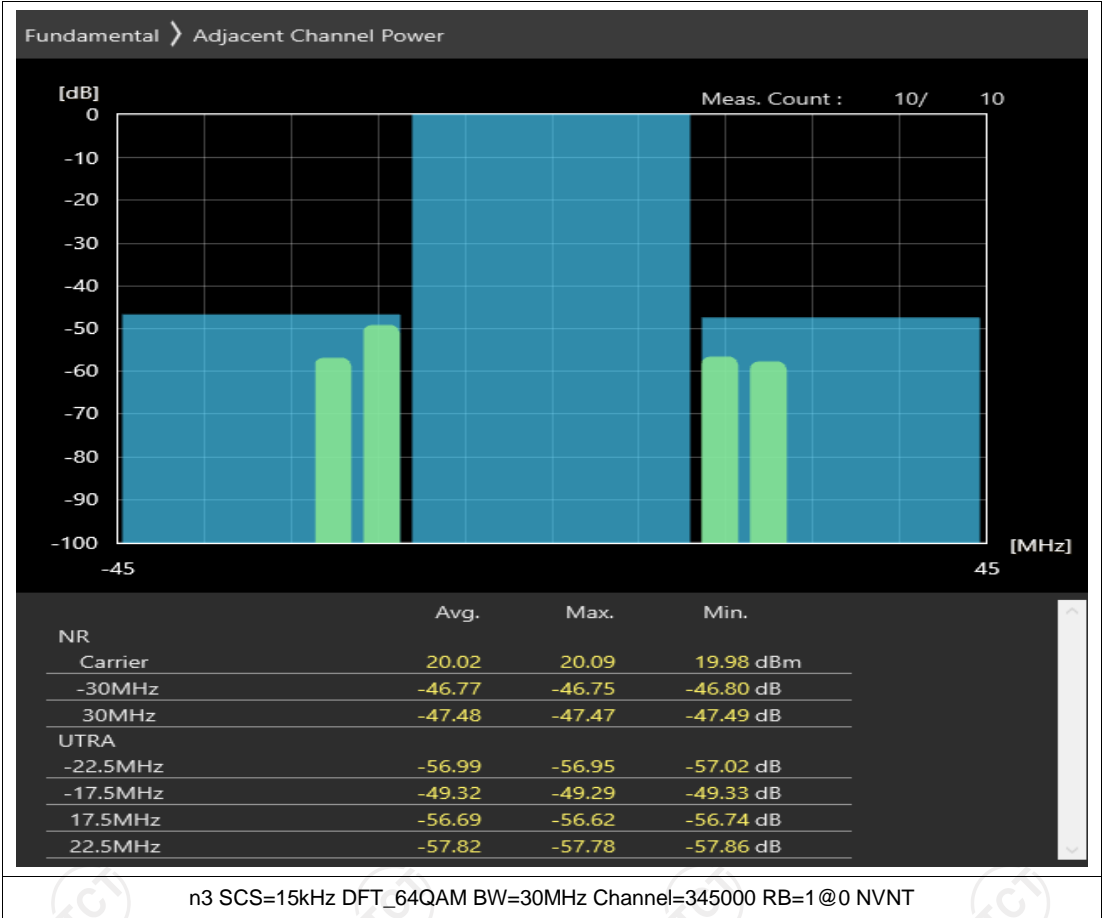 Fundamental 〉 Adjacent Channel Power
[dB]
Meas. Count : 10/ 10
0
-10
-20
-30
-40
-50
-60
-70
-80
-90
-100
[MHz]
-45 45
Avg. Max. Min.
NR
Carrier 20.02 20.09 19.98 dBm
-30MHz -46.77 -46.75 -46.80 dB
30MHz -47.48 -47.47 -47.49 dB
UTRA
-22.5MHz -56.99 -56.95 -57.02 dB
-17.5MHz -49.32 -49.29 -49.33 dB
17.5MHz -56.69 -56.62 -56.74 dB
22.5MHz -57.82 -57.78 -57.86 dB
n3 SCS=15kHz DFT_64QAM BW=30MHz Channel=345000 RB=1@0 NVNT
TCT TCT TCT TCT